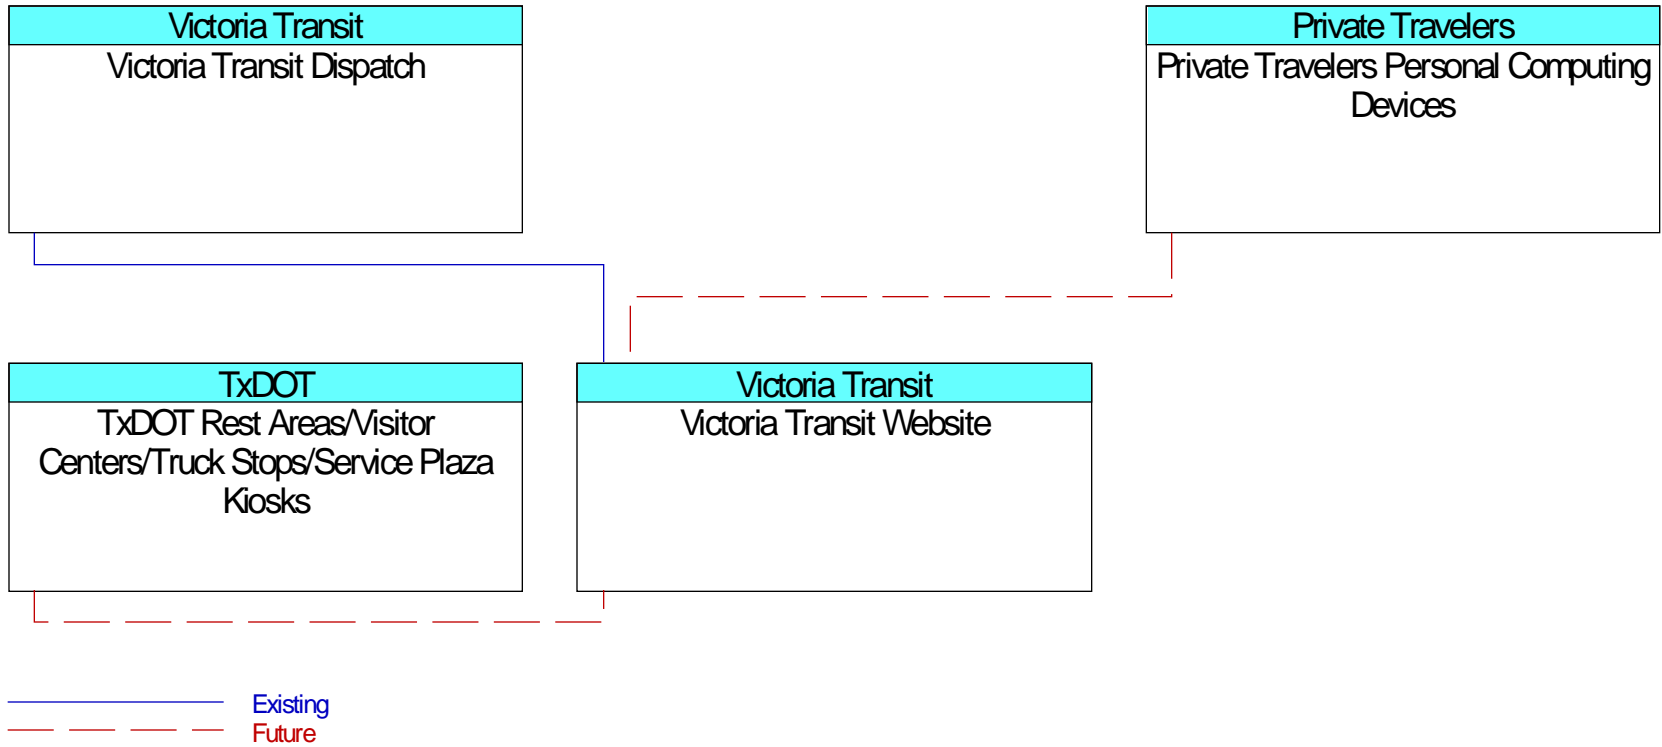 Victoria Transit
Victoria Transit Dispatch
Private Travelers
Private Travelers Personal Computing
Devices
TxDOT
TxDOT Rest Areas/Visitor
Centers/Truck Stops/Service Plaza
Kiosks
Victoria Transit
Victoria Transit Website
Existing
Future